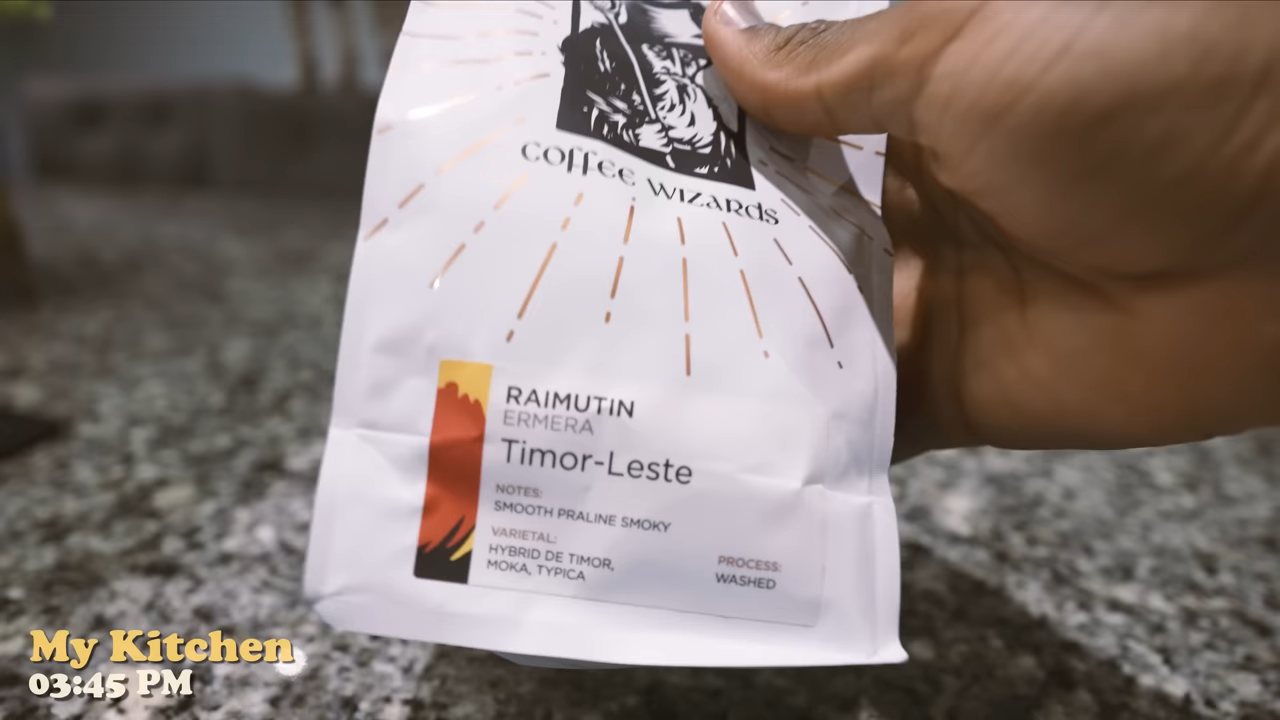 COFFEE WIZARDS
RAIMUTIN
ERMERA
Timor-Leste
NOTES:
SMOOTH PRALINE SMOKY
VARIETAL:
HYBRID DE TIMOR,
MOKA, TYPICA
PROCESS:
WASHED
My Kitchen
03:45 PM